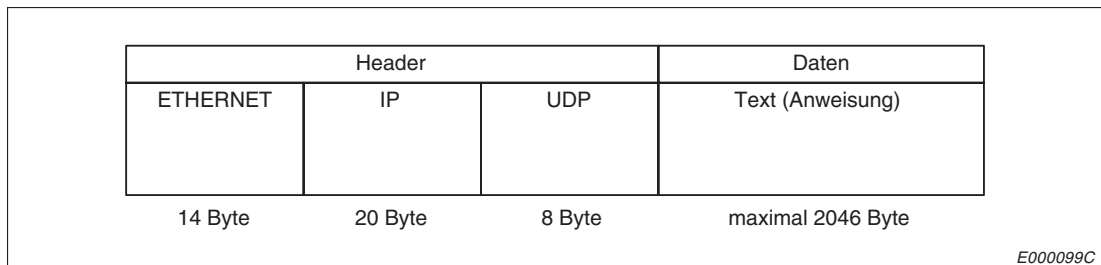 Header Daten
ETHERNET IP UDP Text (Anweisung)
14 Byte 20 Byte 8 Byte maximal 2046 Byte
E000099C